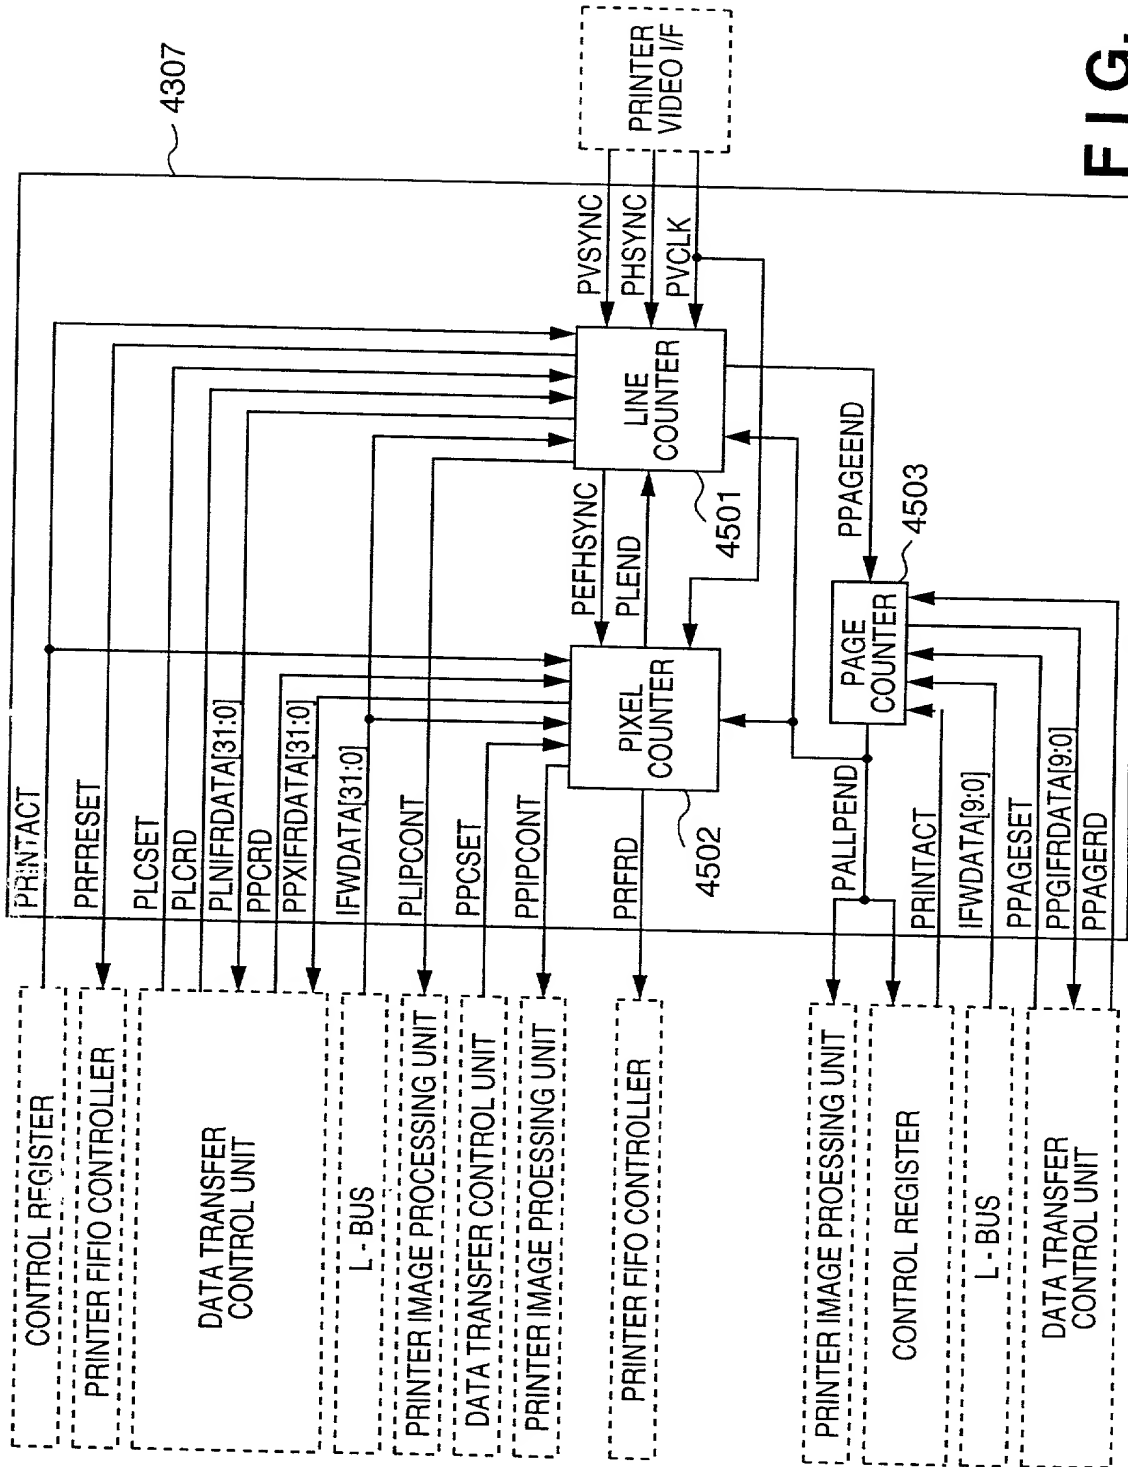 FIG.
4307
PRINTER
VIDEO I/F
PVSYNC
PHSYNC
PVCLK
LINE
COUNTER
4501
PEFHSYNC
PLEND
PIXEL
COUNTER
4502
PPAGEEND
PAGE
COUNTER
4503
PRINTACT
PRFRESET
PLCSET
PLCRD
PLNIFRDATA[31:0]
PPCRD
PPXIFRDATA[31:0]
IFWDATA[31:0]
PLIPCONT
PPCSET
PPIPCONT
PRFRD
PALLPEND
PRINTACT
IFWDATA[9:0]
PPAGESET
PPGIFRDATA[9:0]
PPAGERD
CONTROL REGISTER
PRINTER FIFIO CONTROLLER
DATA TRANSFER
CONTROL UNIT
L - BUS
PRINTER IMAGE PROCESSING UNIT
DATA TRANSFER CONTROL UNIT
PRINTER IMAGE PROESSING UNIT
PRINTER FIFO CONTROLLER
PRINTER IMAGE PROESSING UNIT
CONTROL REGISTER
L - BUS
DATA TRANSFER
CONTROL UNIT